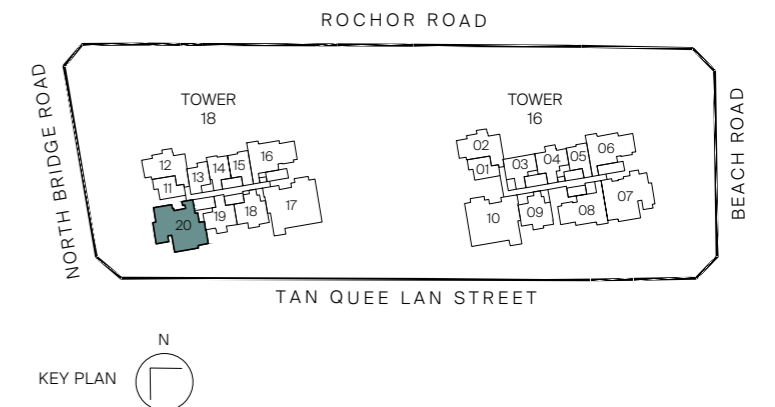 ROCHOR ROAD
NORTH BRIDGE ROAD
BEACH ROAD
TOWER
18
TOWER
16
12
11
13
14
15
16
20
19
18
17
02
01
03
04
05
06
10
09
08
07
TAN QUEE LAN STREET
N
KEY PLAN